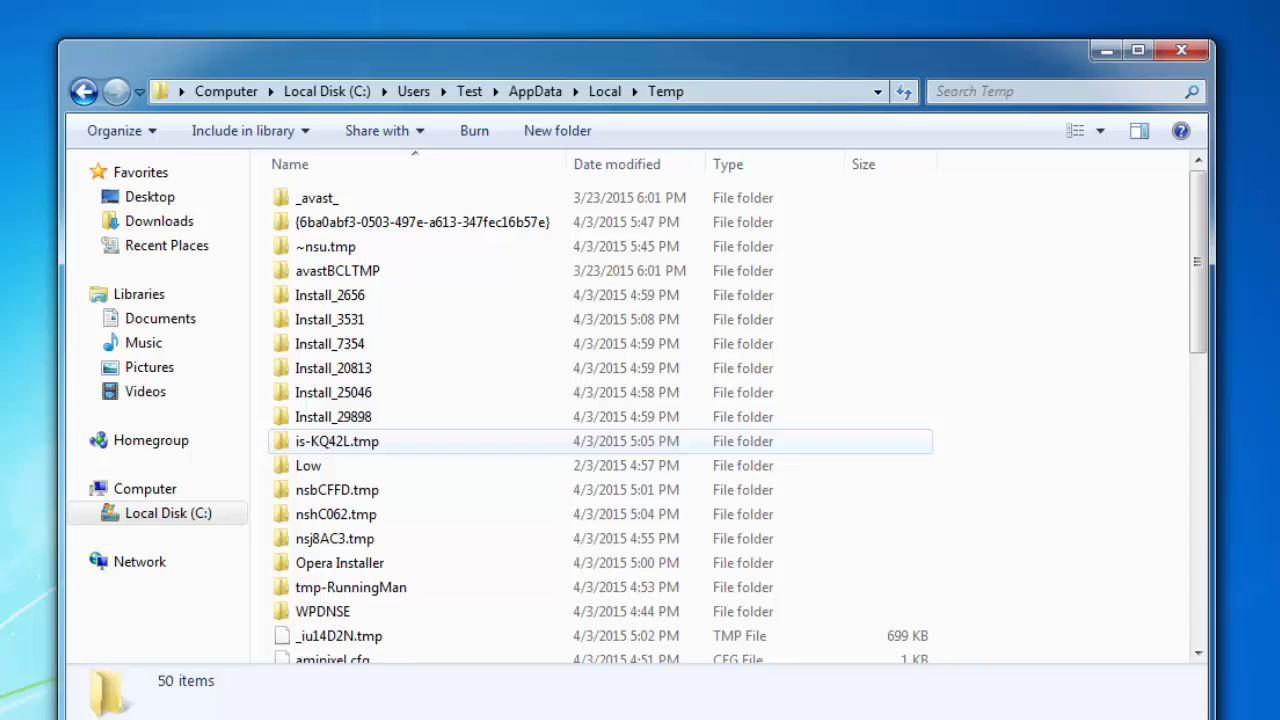 Computer Local Disk (C:) Users Test AppData Local Temp Search Temp
Organize Include in library Share with Burn New folder
Favorites
Desktop
Downloads
Recent Places
Libraries
Documents
Music
Pictures
Videos
Homegroup
Computer
Local Disk (C:)
Network
Name Date modified Type Size
_avast_ 3/23/2015 6:01 PM File folder
{6ba0abf3-0503-497e-a613-347fec16b57e} 4/3/2015 5:47 PM File folder
~nsu.tmp 4/3/2015 5:45 PM File folder
avastBCLTMP 3/23/2015 6:01 PM File folder
Install_2656 4/3/2015 4:59 PM File folder
Install_3531 4/3/2015 5:08 PM File folder
Install_7354 4/3/2015 4:59 PM File folder
Install_20813 4/3/2015 4:59 PM File folder
Install_25046 4/3/2015 4:58 PM File folder
Install_29898 4/3/2015 4:59 PM File folder
is-KQ42L.tmp 4/3/2015 5:05 PM File folder
Low 2/3/2015 4:57 PM File folder
nsbCFFD.tmp 4/3/2015 5:01 PM File folder
nshC062.tmp 4/3/2015 5:04 PM File folder
nsj8AC3.tmp 4/3/2015 4:55 PM File folder
Opera Installer 4/3/2015 5:00 PM File folder
tmp-RunningMan 4/3/2015 4:53 PM File folder
WPDNSE 4/3/2015 4:44 PM File folder
_iu14D2N.tmp 4/3/2015 5:02 PM TMP File 699 KB
aminixel.cfg 4/3/2015 4:51 PM CFG File 1 KB
50 items